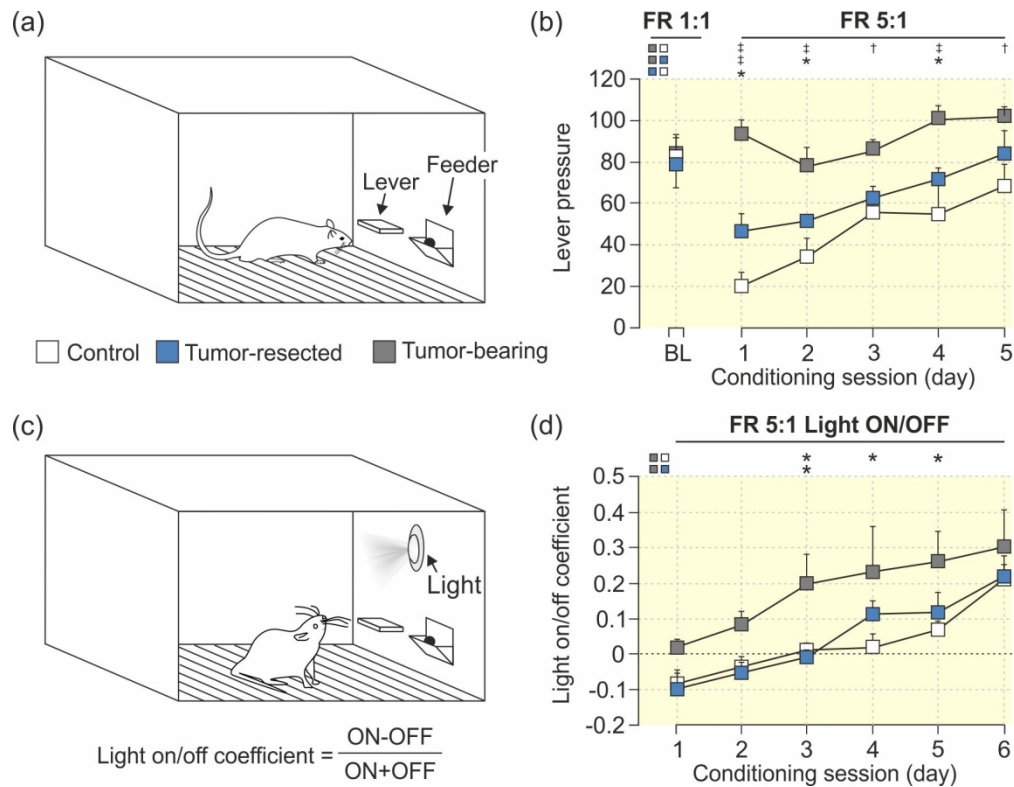 (a)
Lever
Feeder
Control Tumor-resected Tumor-bearing
(b)
FR 1:1 FR 5:1
‡ ‡ † ‡ †
‡ * *
*
Lever pressure
120
100
80
60
40
20
0
BL 1 2 3 4 5
Conditioning session (day)
(c)
Light
Light on/off coefficient = ON-OFF
ON+OFF
(d)
FR 5:1 Light ON/OFF
* * *
*
Light on/off coefficient
0.5
0.4
0.3
0.2
0.1
0
-0.1
-0.2
1 2 3 4 5 6
Conditioning session (day)